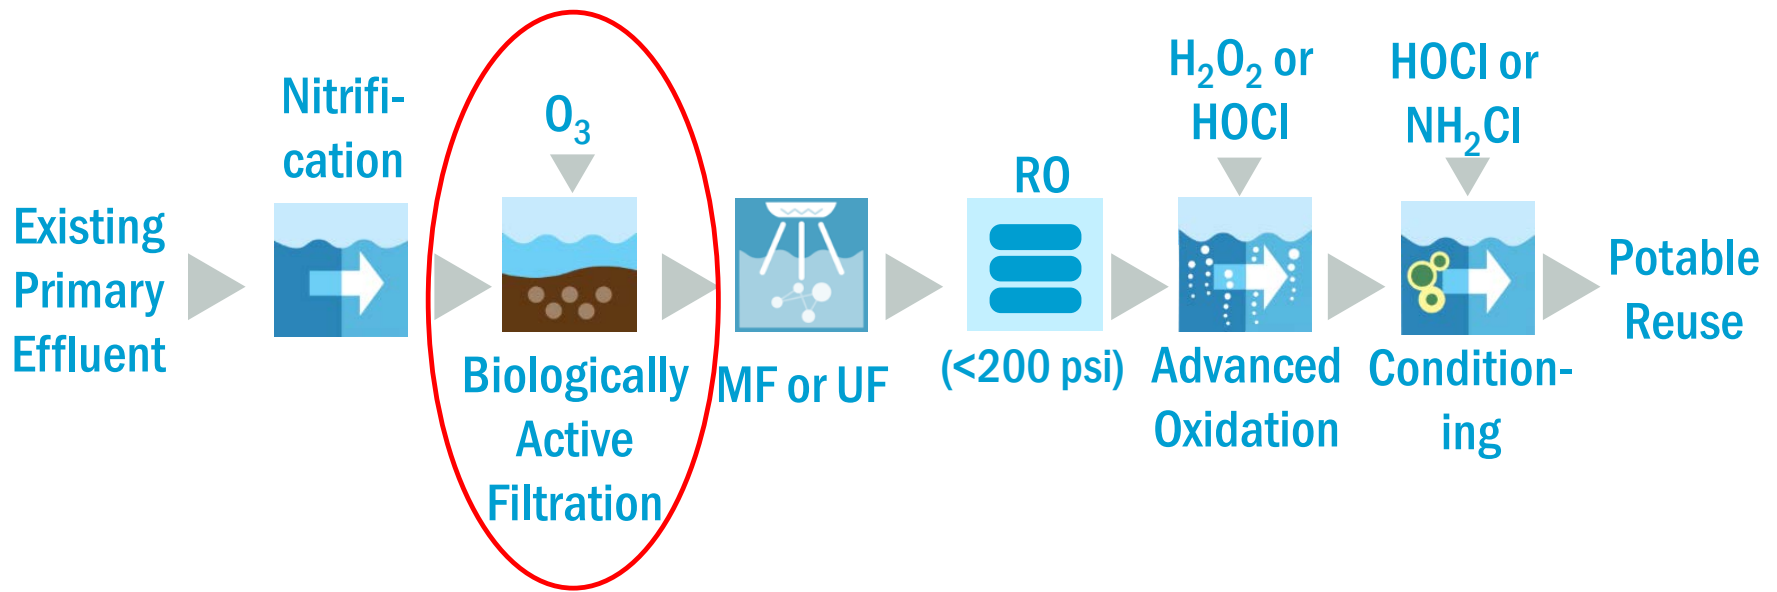 Existing
Primary
Effluent
Nitrifi-
cation
O₃
Biologically
Active
Filtration
MF or UF
RO
(<200 psi)
H₂O₂ or
HOCl
Advanced
Oxidation
HOCl or
NH₂Cl
Condition-
ing
Potable
Reuse